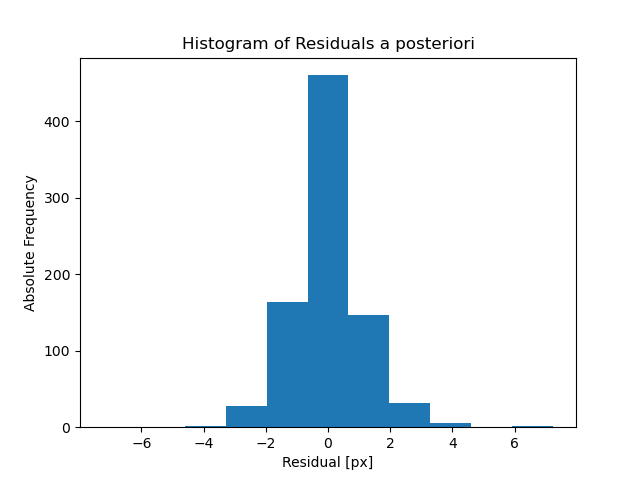 Histogram of Residuals a posteriori
Absolute Frequency
400
300
200
100
0
−6 −4 −2 0 2 4 6
Residual [px]